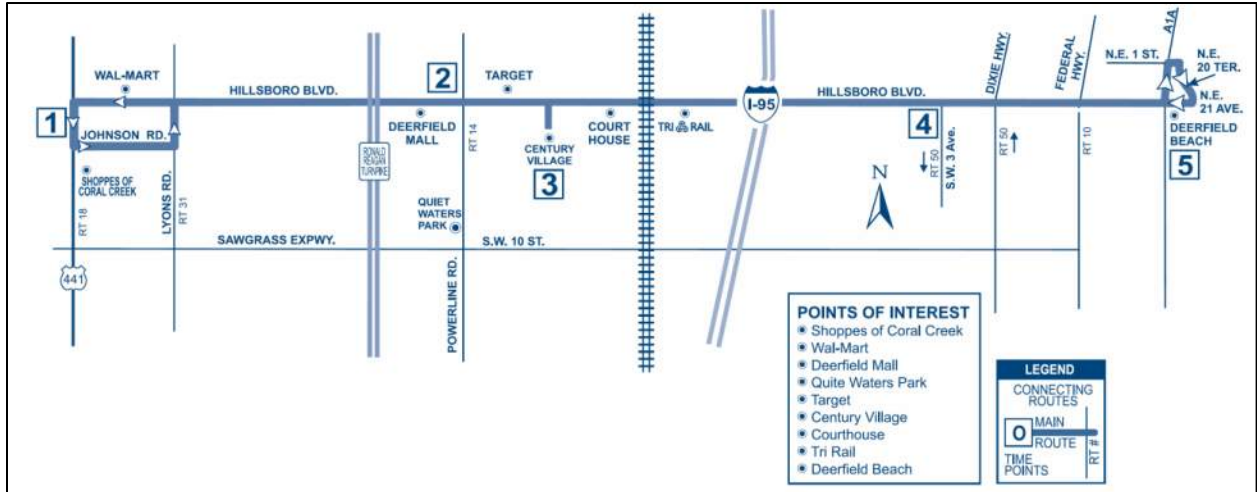 WAL-MART
1
JOHNSON RD.
SHOPPES OF
CORAL CREEK
RT 18
441
LYONS RD.
RT 31
HILLSBORO BLVD.
RONALD
REAGAN
TURNPIKE
SAWGRASS EXPWY.
2
DEERFIELD
MALL
RT 14
QUIET
WATERS
PARK
POWERLINE RD.
S.W. 10 ST.
TARGET
CENTURY
VILLAGE
3
COURT
HOUSE
TRI RAIL
I-95
HILLSBORO BLVD.
4
RT 50
S.W. 3 Ave.
N
DIXIE HWY.
RT 50
FEDERAL
HWY.
RT 10
A1A
N.E. 1 ST.
N.E.
20 TER.
N.E.
21 AVE.
DEERFIELD
BEACH
5
POINTS OF INTEREST
Shoppes of Coral Creek
Wal-Mart
Deerfield Mall
Quite Waters Park
Target
Century Village
Courthouse
Tri Rail
Deerfield Beach
LEGEND
CONNECTING
ROUTES
O MAIN
ROUTE
TIME
POINTS
RT #